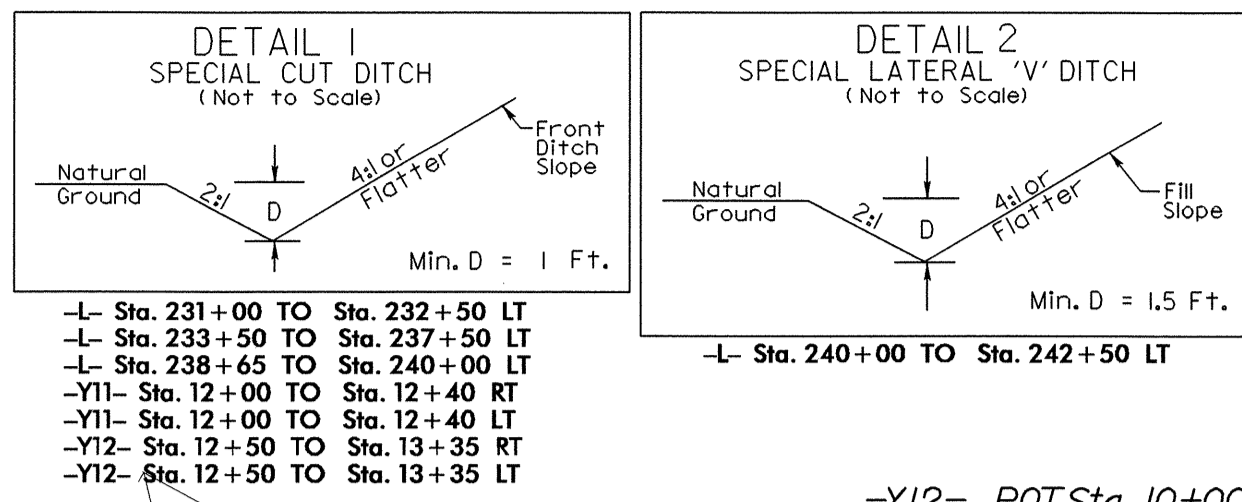 DETAIL 1
SPECIAL CUT DITCH
(Not to Scale)
Natural
Ground
2:1
D
4:1 or
Flatter
Front
Ditch
Slope
Min. D = 1 Ft.
-L- Sta. 231+00 TO Sta. 232+50 LT
-L- Sta. 233+50 TO Sta. 237+50 LT
-L- Sta. 238+65 TO Sta. 240+00 LT
-Y11- Sta. 12+00 TO Sta. 12+40 RT
-Y11- Sta. 12+00 TO Sta. 12+40 LT
-Y12- Sta. 12+50 TO Sta. 13+35 RT
-Y12- Sta. 12+50 TO Sta. 13+35 LT
DETAIL 2
SPECIAL LATERAL 'V' DITCH
(Not to Scale)
Natural
Ground
2:1
D
4:1 or
Flatter
Fill
Slope
Min. D = 1.5 Ft.
-L- Sta. 240+00 TO Sta. 242+50 LT
-Y12- POT Sta. 10+00